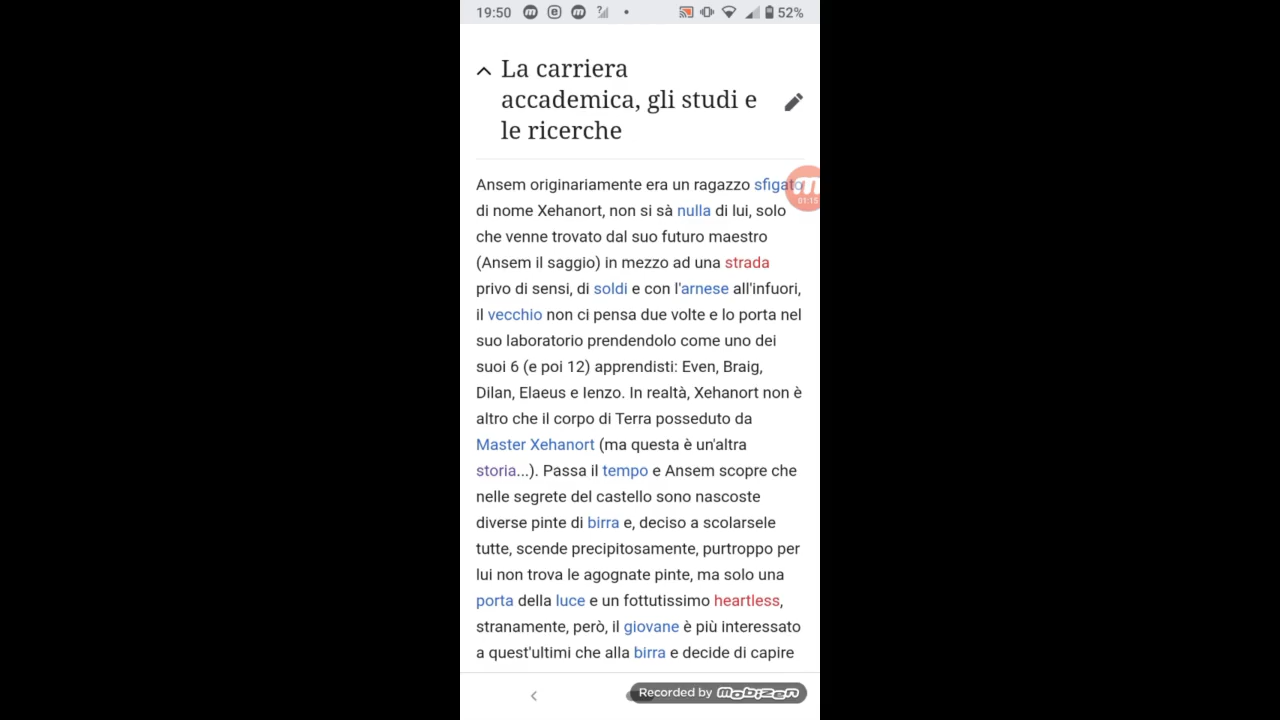 19:50
52%
La carriera
accademica, gli studi e
le ricerche
Ansem originariamente era un ragazzo sfigato
di nome Xehanort, non si sà nulla di lui, solo
che venne trovato dal suo futuro maestro
(Ansem il saggio) in mezzo ad una strada
privo di sensi, di soldi e con l'arnese all'infuori,
il vecchio non ci pensa due volte e lo porta nel
suo laboratorio prendendolo come uno dei
suoi 6 (e poi 12) apprendisti: Even, Braig,
Dilan, Elaeus e Ienzo. In realtà, Xehanort non è
altro che il corpo di Terra posseduto da
Master Xehanort (ma questa è un'altra
storia...). Passa il tempo e Ansem scopre che
nelle segrete del castello sono nascoste
diverse pinte di birra e, deciso a scolarsele
tutte, scende precipitosamente, purtroppo per
lui non trova le agognate pinte, ma solo una
porta della luce e un fottutissimo heartless,
stranamente, però, il giovane è più interessato
a quest'ultimi che alla birra e decide di capire
01:15
Recorded by mobizen